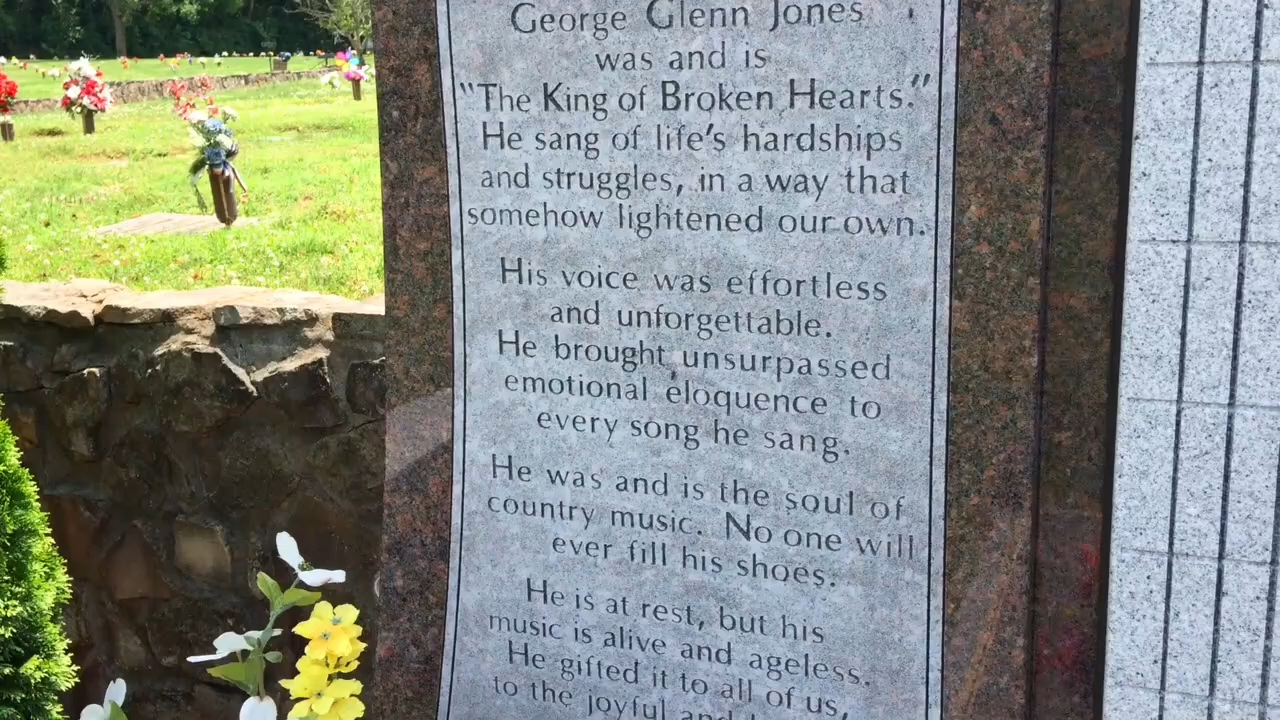 George Glenn Jones
was and is
"The King of Broken Hearts."
He sang of life's hardships
and struggles, in a way that
somehow lightened our own.
His voice was effortless
and unforgettable.
He brought unsurpassed
emotional eloquence to
every song he sang.
He was and is the soul of
country music. No one will
ever fill his shoes.
He is at rest, but his
music is alive and ageless.
He gifted it to all of us,
to the joyful and